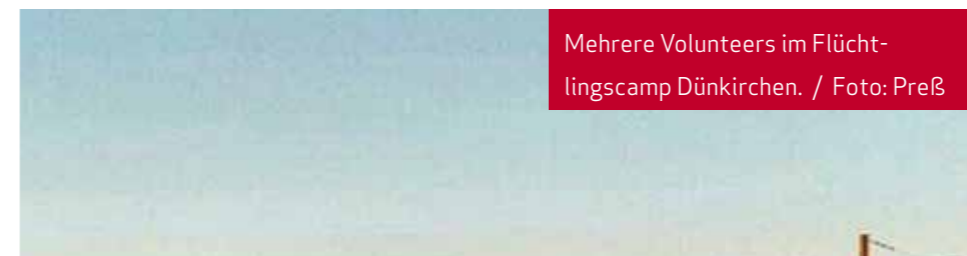 Mehrere Volunteers im Flücht-
lingscamp Dünkirchen. / Foto: Preß